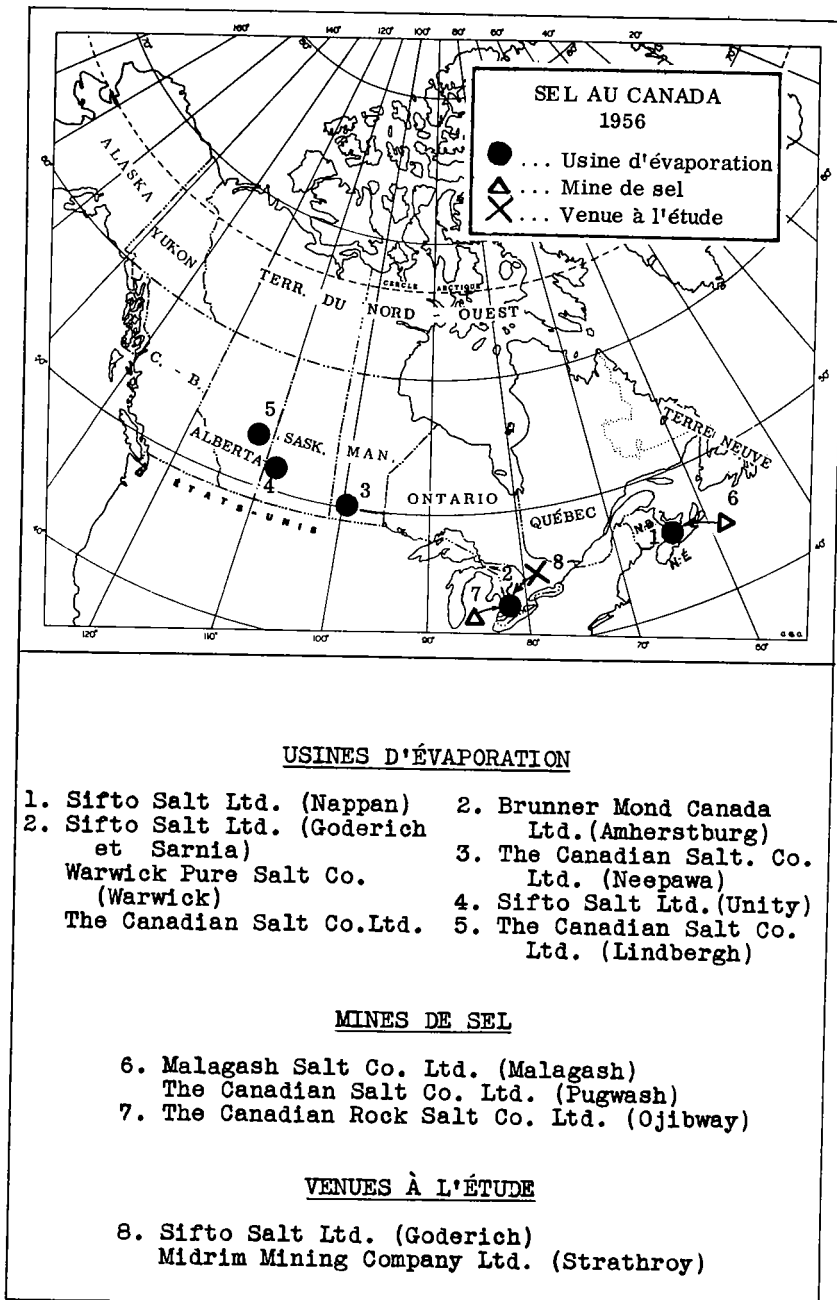 160° 140° 130° 120° 110° 100° 90° 80° 70° 60° 40° 20°
SEL AU CANADA
1956
... Usine d'évaporation
... Mine de sel
... Venue à l'étude
ALASKA
YUKON
TERR. DU NORD - OUEST
CERCLE ARCTIQUE
C. - B.
ALBERTA
SASK.
MAN.
ONTARIO
QUÉBEC
TERRE NEUVE
N-B
N-É
ÉTATS-UNIS
5
4
3
6
1
8
2
7
120° 110° 100° 90° 80° 70° 60°
USINES D'ÉVAPORATION
1. Sifto Salt Ltd. (Nappan)
2. Sifto Salt Ltd. (Goderich
et Sarnia)
Warwick Pure Salt Co.
(Warwick)
The Canadian Salt Co.Ltd.
2. Brunner Mond Canada
Ltd.(Amherstburg)
3. The Canadian Salt. Co.
Ltd. (Neepawa)
4. Sifto Salt Ltd.(Unity)
5. The Canadian Salt Co.
Ltd. (Lindbergh)
MINES DE SEL
6. Malagash Salt Co. Ltd. (Malagash)
The Canadian Salt Co. Ltd. (Pugwash)
7. The Canadian Rock Salt Co. Ltd. (Ojibway)
VENUES À L'ÉTUDE
8. Sifto Salt Ltd. (Goderich)
Midrim Mining Company Ltd. (Strathroy)